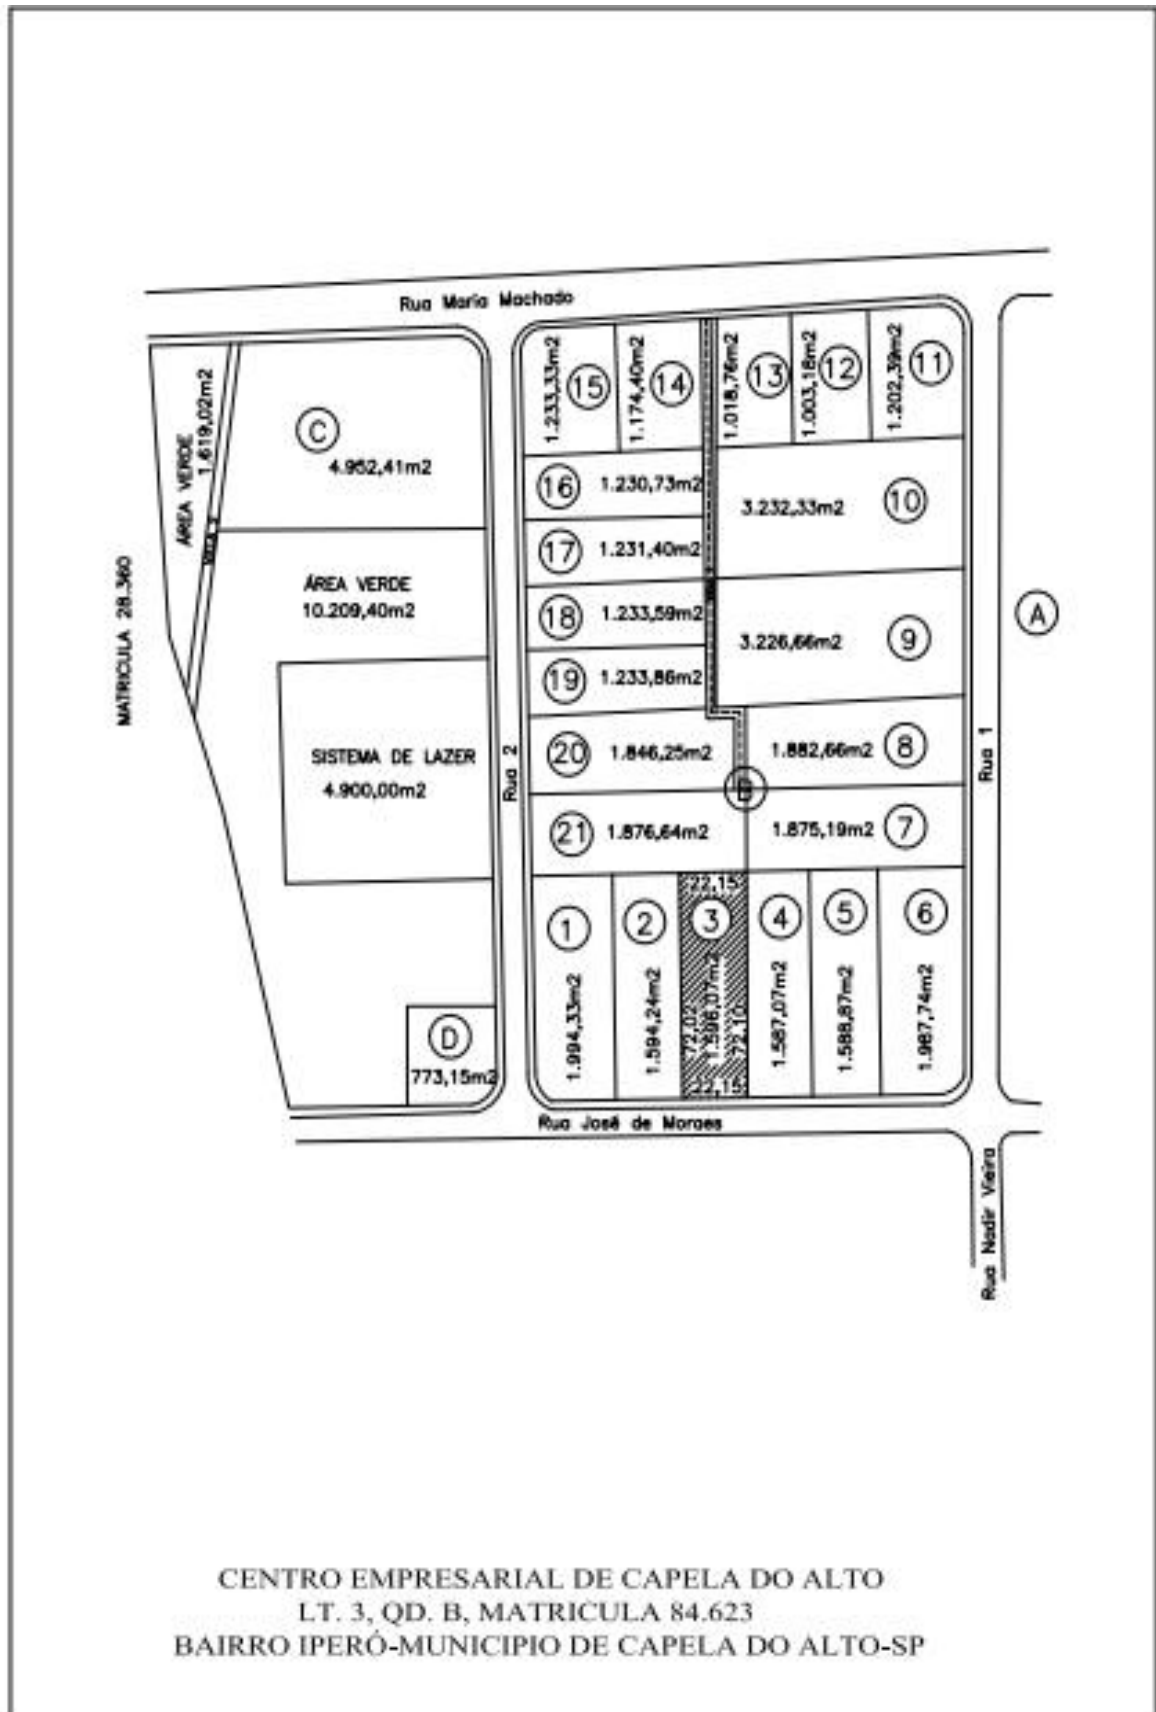 Rua Maria Machado
15
1.233,33m2
14
1.174,40m2
13
1.018,76m2
12
1.003,18m2
11
1.202,39m2
ÁREA VERDE
1.619,02m2
C
4.952,41m2
16
1.230,73m2
10
3.232,33m2
17
1.231,40m2
MATRICULA 28.360
ÁREA VERDE
10.209,40m2
18
1.233,59m2
A
9
3.226,66m2
19
1.233,86m2
SISTEMA DE LAZER
4.900,00m2
Rua 2
20
1.846,25m2
8
1.882,66m2
Rua 1
21
1.876,64m2
7
1.875,19m2
22,15
1
1.994,33m2
2
1.594,24m2
3
72,02
1.596,07m2
72,10
22,15
4
1.587,07m2
5
1.588,87m2
6
1.987,74m2
D
773,15m2
Rua José de Moraes
Rua Nadir Vieira
CENTRO EMPRESARIAL DE CAPELA DO ALTO
LT. 3, QD. B, MATRICULA 84.623
BAIRRO IPERÓ-MUNICIPIO DE CAPELA DO ALTO-SP